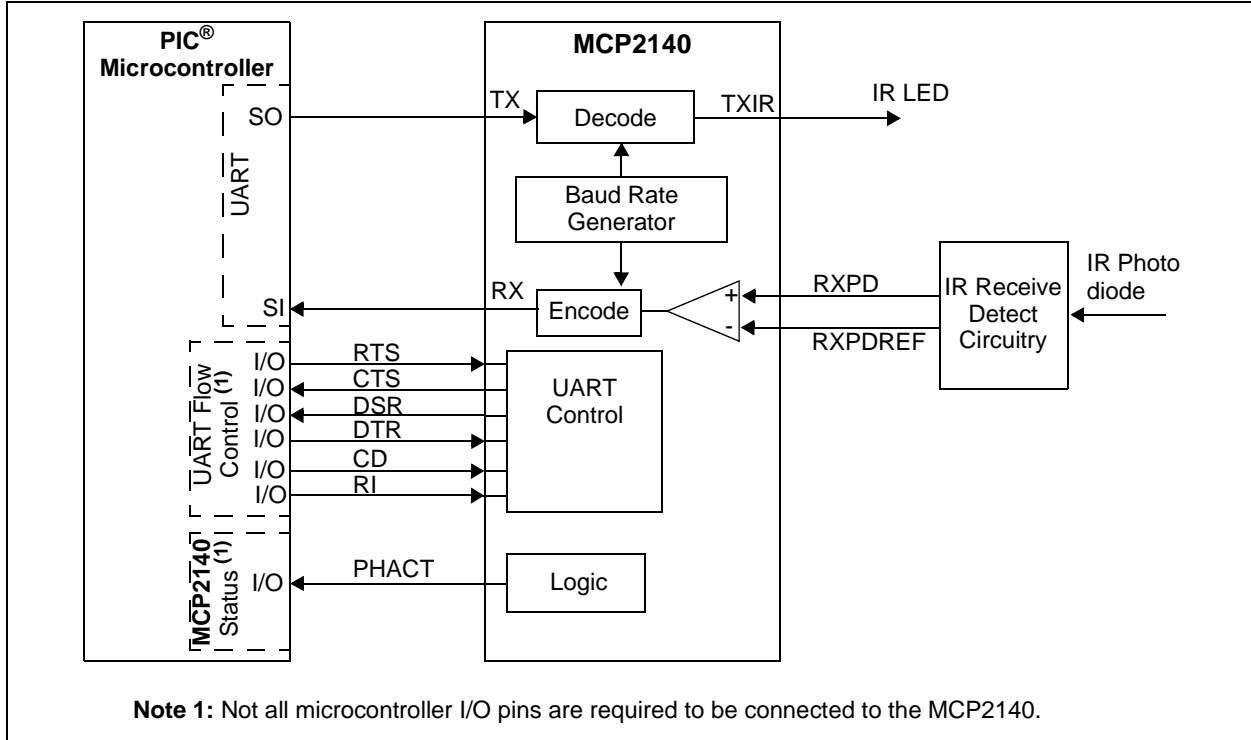 PIC®
Microcontroller
MCP2140
UART
SO
TX
Decode
TXIR
IR LED
Baud Rate
Generator
SI
RX
Encode
+
-
RXPD
RXPDREF
IR Receive
Detect
Circuitry
IR Photo
diode
UART Flow
Control (1)
I/O
RTS
I/O
CTS
I/O
DSR
I/O
DTR
I/O
CD
I/O
RI
UART
Control
MCP2140
Status (1)
I/O
PHACT
Logic
Note 1: Not all microcontroller I/O pins are required to be connected to the MCP2140.